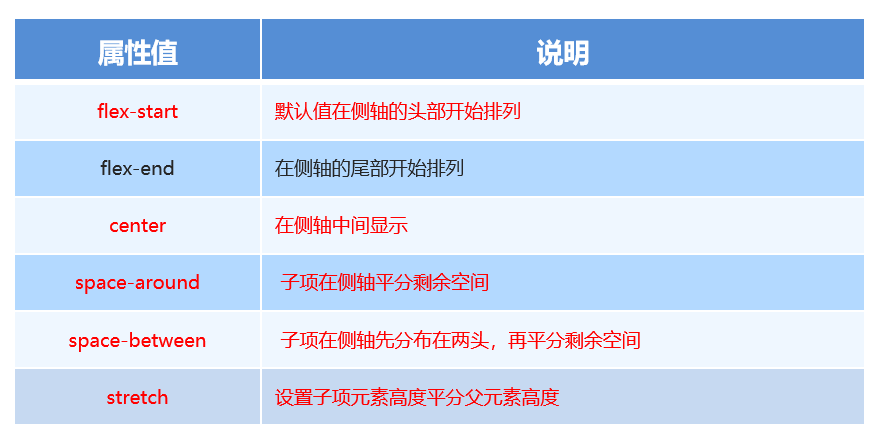 属性值 说明
flex-start 默认值在侧轴的头部开始排列
flex-end 在侧轴的尾部开始排列
center 在侧轴中间显示
space-around 子项在侧轴平分剩余空间
space-between 子项在侧轴先分布在两头，再平分剩余空间
stretch 设置子项元素高度平分父元素高度